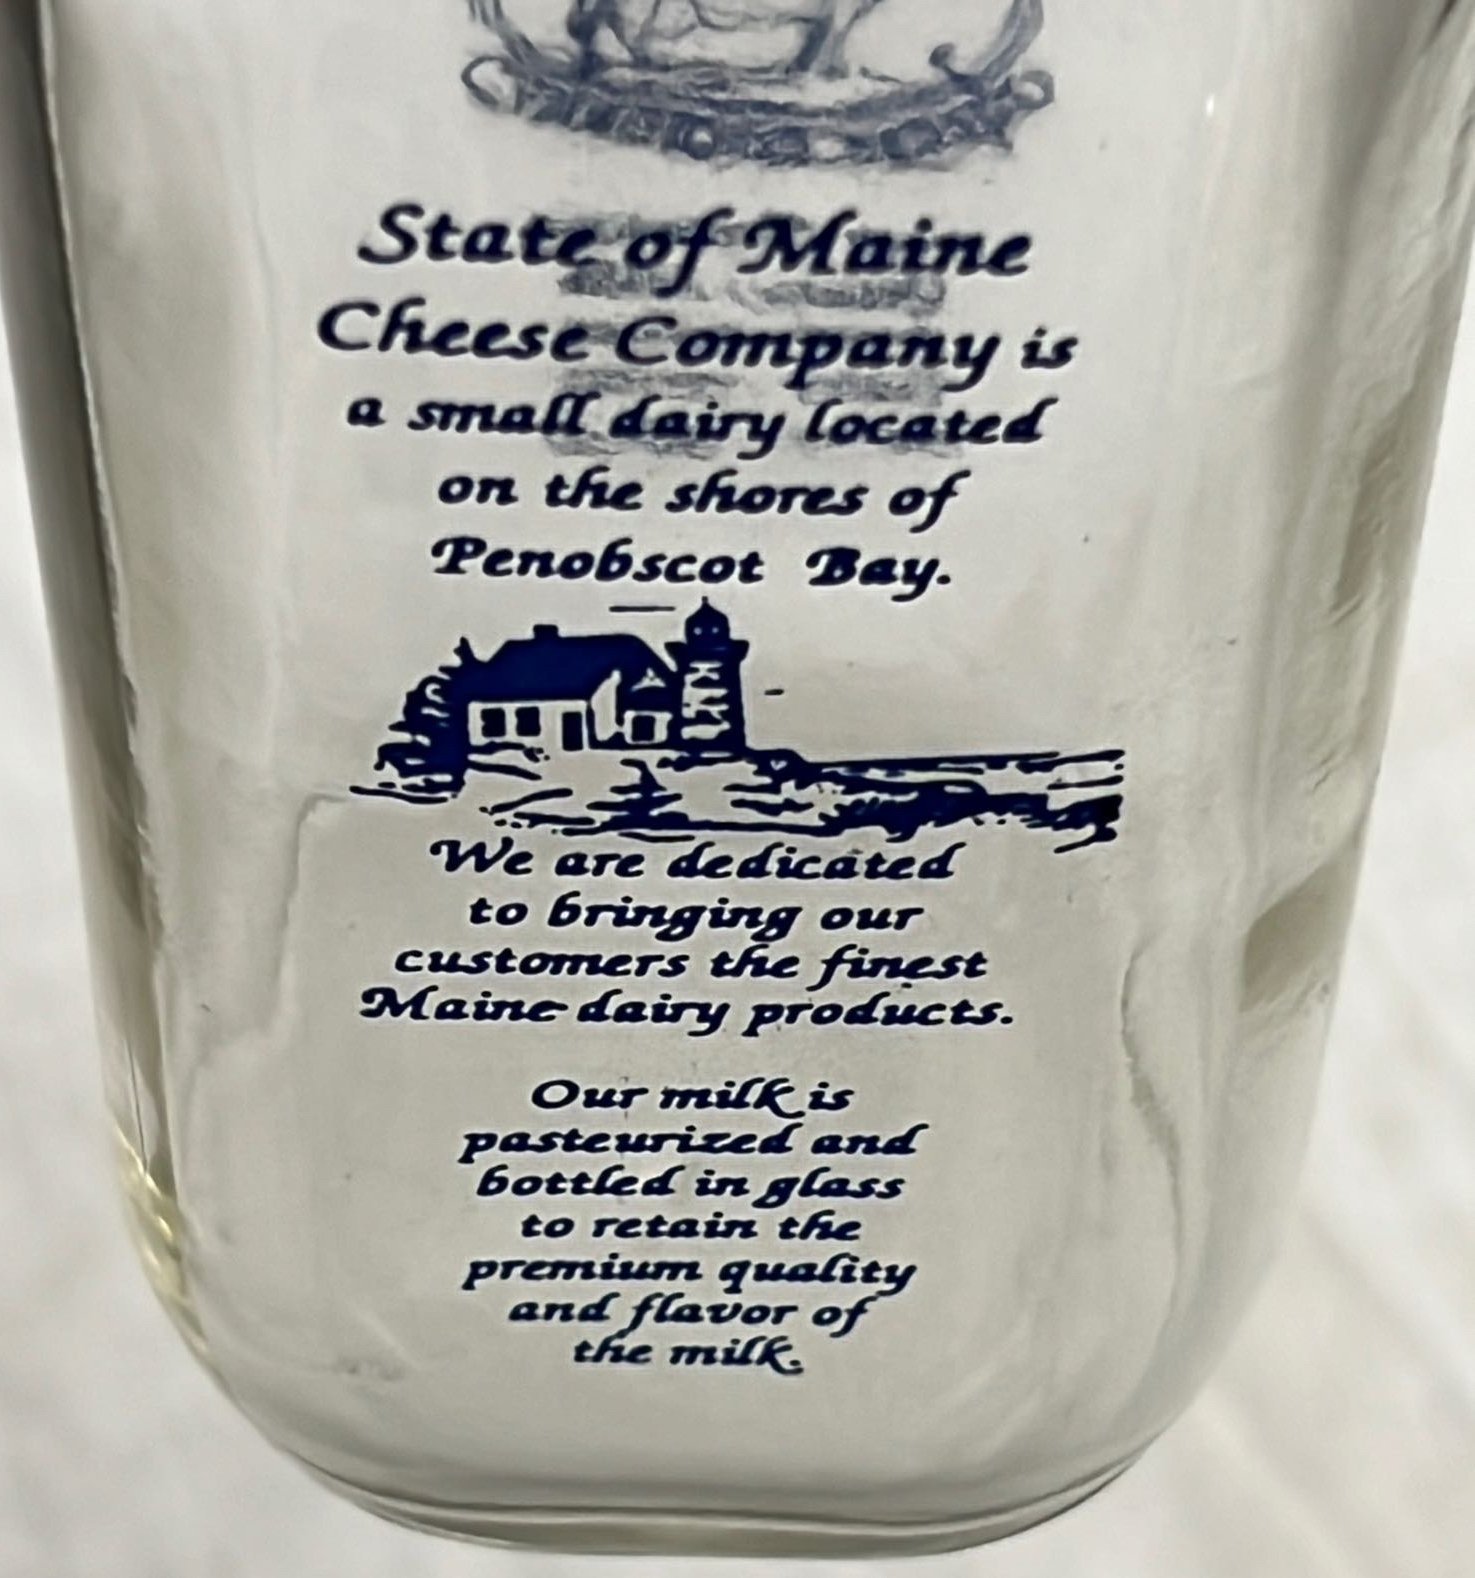 State of Maine
Cheese Company is
a small dairy located
on the shores of
Penobscot Bay.
We are dedicated
to bringing our
customers the finest
Maine dairy products.
Our milk is
pasteurized and
bottled in glass
to retain the
premium quality
and flavor of
the milk.